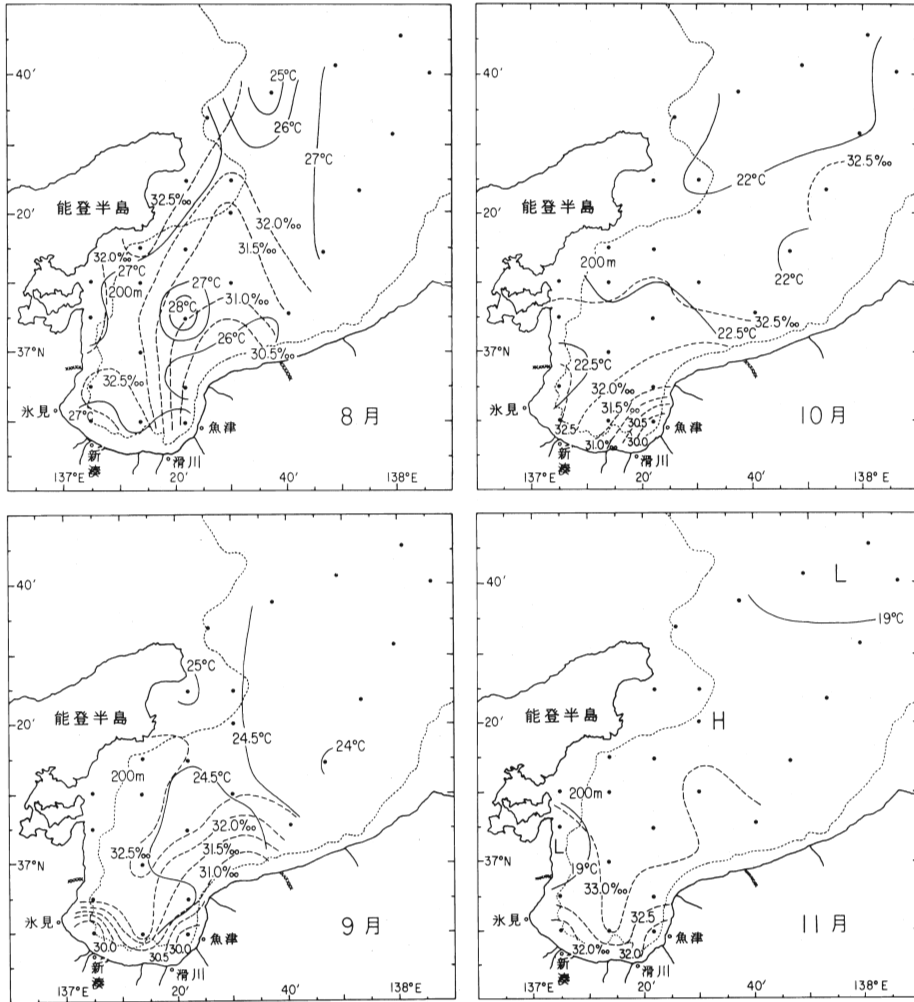 40′
25°C
26°C
27°C
32.5‰
能登半島
20′
32.0‰
31.5‰
32.0‰
27°C
200m
27°C
31.0‰
28°C
26°C
37°N
30.5‰
32.5‰
氷見
27°C
8月
魚津
新湊
滑川
137°E
20′
40′
138°E
40′
32.5‰
22°C
能登半島
20′
200m
22°C
32.5‰
22.5°C
37°N
22.5°C
32.0‰
31.5‰
氷見
30.5
10月
32.5
30.0
魚津
31.0‰
新湊
滑川
137°E
20′
40′
138°E
40′
25°C
能登半島
20′
24.5°C
24°C
200m
24.5°C
32.0‰
32.5‰
31.5‰
37°N
31.0‰
氷見
9月
30.0
30.0
魚津
30.5
新湊
滑川
137°E
20′
40′
138°E
L
40′
19°C
能登半島
H
20′
200m
L
37°N
19°C
33.0‰
32.5
氷見
11月
魚津
32.0‰
32.0
新湊
滑川
137°E
20′
40′
138°E